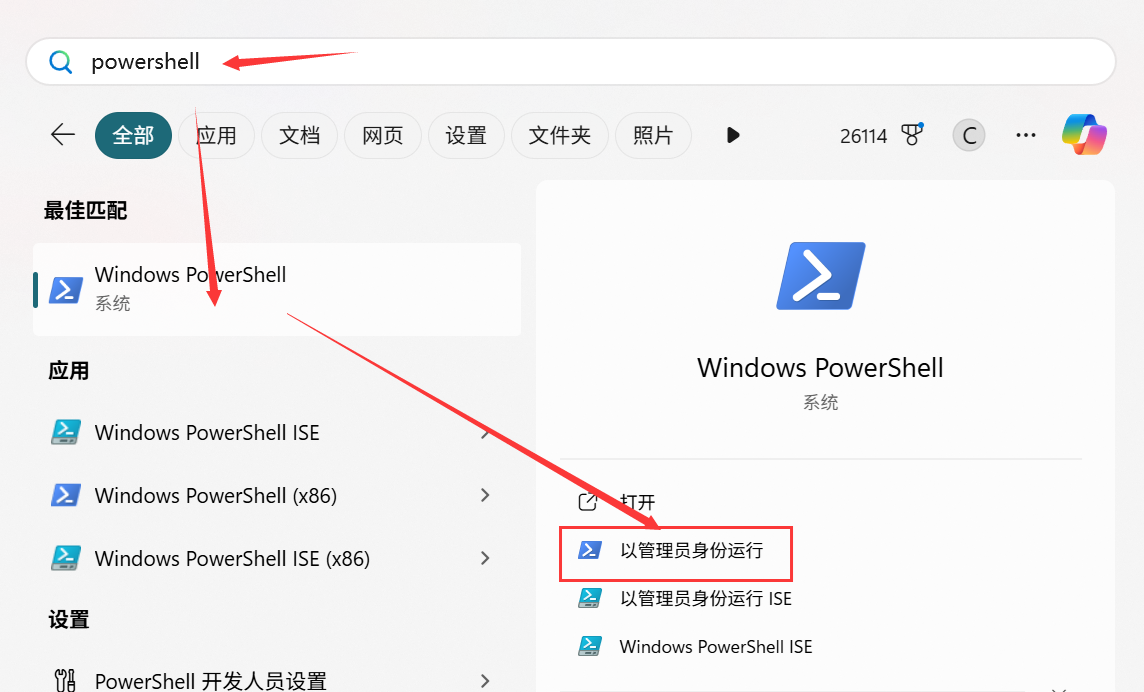 powershell
全部 应用 文档 网页 设置 文件夹 照片 26114 C
最佳匹配
Windows PowerShell
系统
应用
Windows PowerShell ISE
Windows PowerShell (x86)
Windows PowerShell ISE (x86)
设置
PowerShell 开发人员设置
Windows PowerShell
系统
打开
以管理员身份运行
以管理员身份运行 ISE
Windows PowerShell ISE